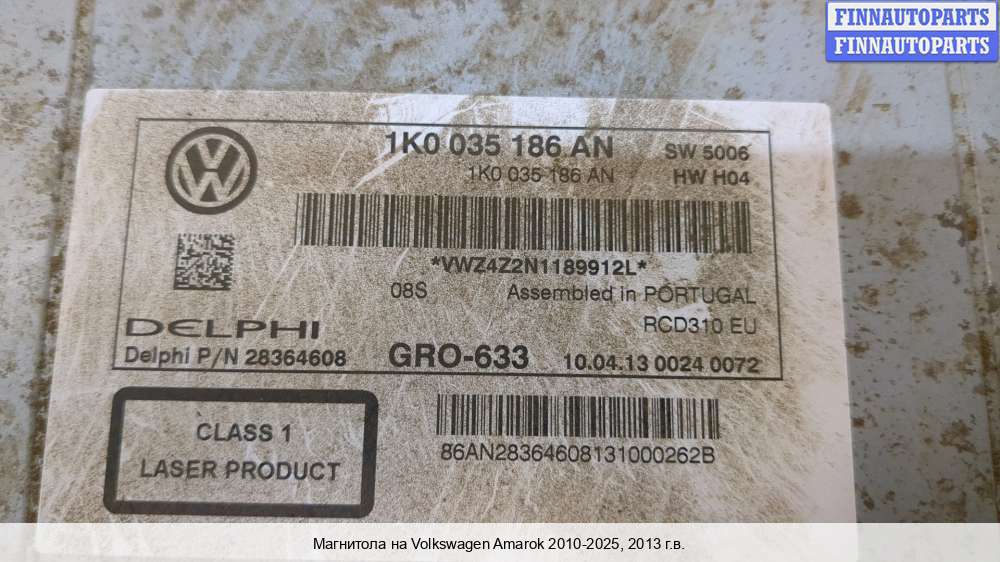 FINNAUTOPARTS
FINNAUTOPARTS
1K0 035 186 AN
SW 5006
1K0 035 186 AN
HW H04
*VWZ4Z2N1189912L*
08S
Assembled in PORTUGAL
DELPHI
RCD310 EU
Delphi P/N 28364608
GRO-633
10.04.13 0024 0072
CLASS 1
LASER PRODUCT
86AN28364608131000262B
Магнитола на Volkswagen Amarok 2010-2025, 2013 г.в.